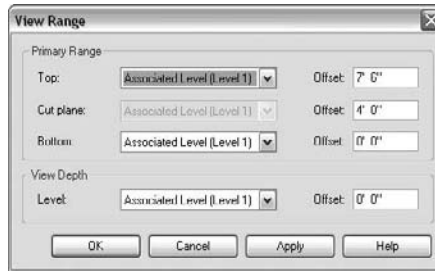 View Range
Primary Range
Top: Associated Level (Level 1) Offset: 7' 6"
Cut plane: Associated Level (Level 1) Offset: 4' 0"
Bottom: Associated Level (Level 1) Offset: 0' 0"
View Depth
Level: Associated Level (Level 1) Offset: 0' 0"
OK Cancel Apply Help